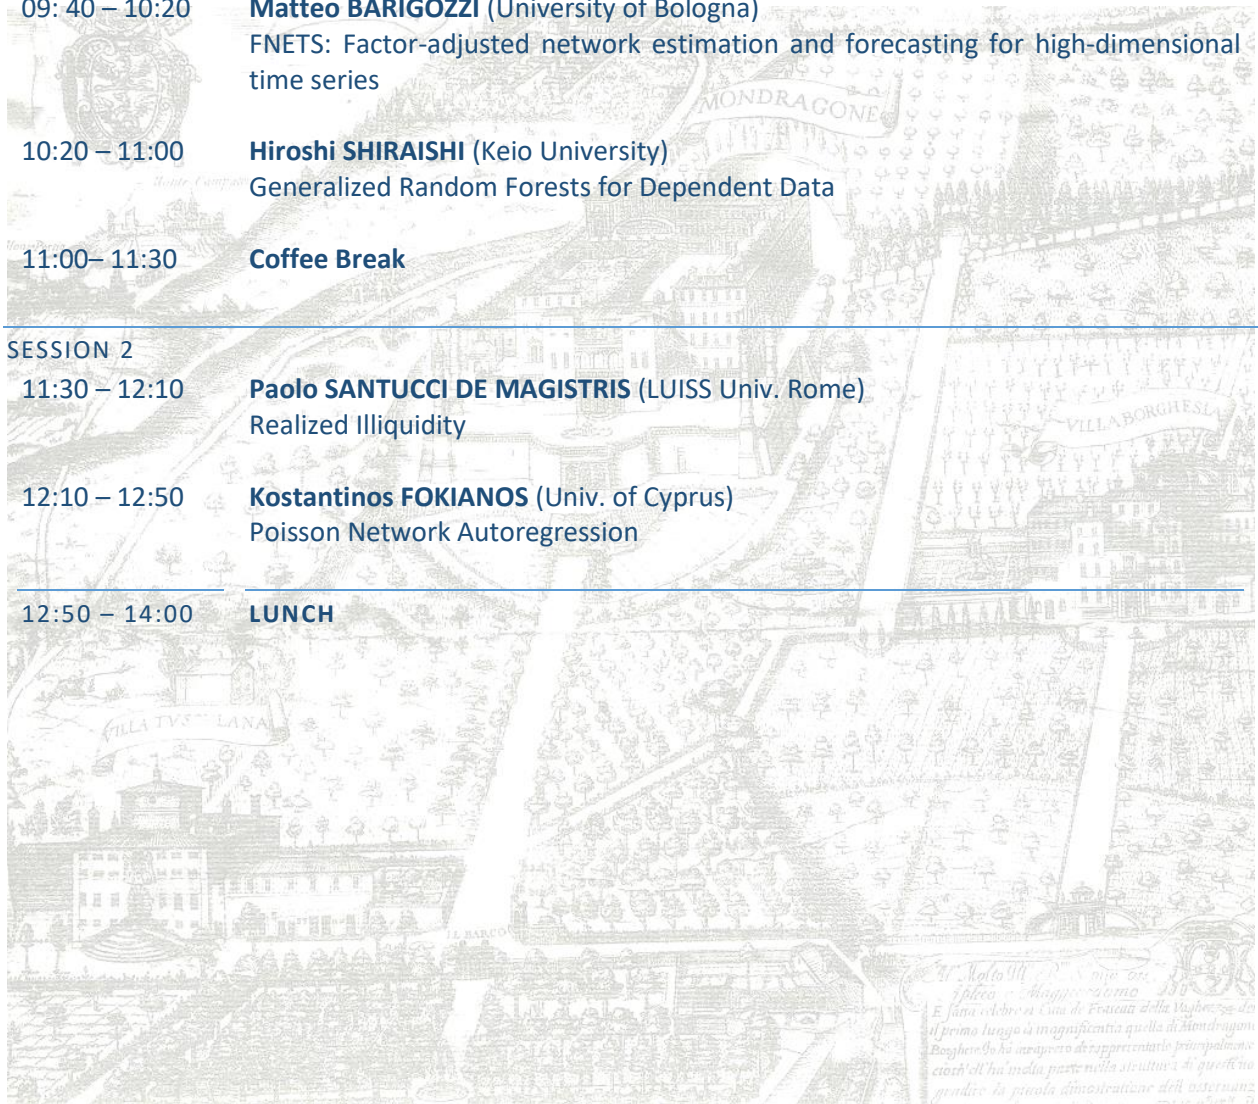 09: 40 – 10:20 Matteo BARIGOZZI (University of Bologna)
FNETS: Factor-adjusted network estimation and forecasting for high-dimensional
time series
10:20 – 11:00 Hiroshi SHIRAISHI (Keio University)
Generalized Random Forests for Dependent Data
11:00– 11:30 Coffee Break
SESSION 2
11:30 – 12:10 Paolo SANTUCCI DE MAGISTRIS (LUISS Univ. Rome)
Realized Illiquidity
12:10 – 12:50 Kostantinos FOKIANOS (Univ. of Cyprus)
Poisson Network Autoregression
12:50 – 14:00 LUNCH
MONDRAGONE
VILLA BORGHESIA
VILLA TVSCVLANA
IL BARCO